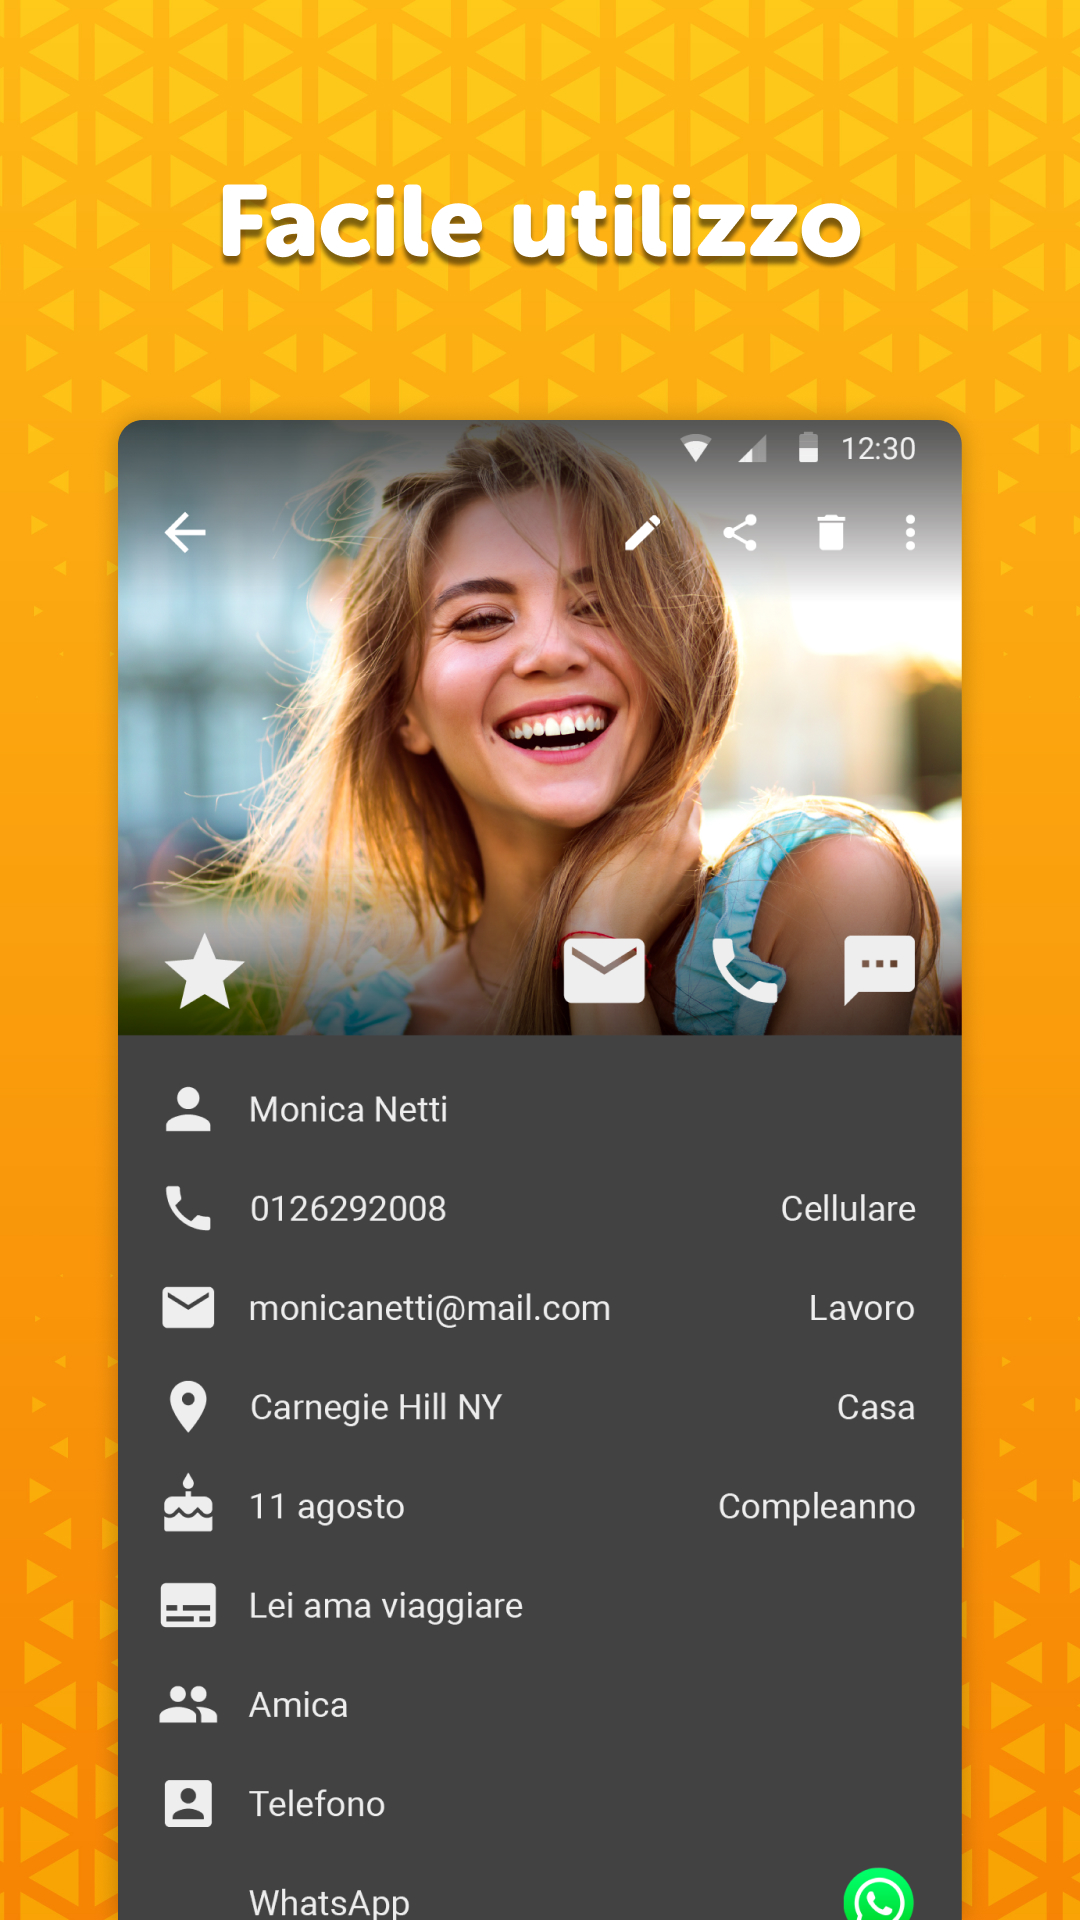 Facile utilizzo
12:30
Monica Netti
0126292008 Cellulare
monicanetti@mail.com Lavoro
Carnegie Hill NY Casa
11 agosto Compleanno
Lei ama viaggiare
Amica
Telefono
WhatsApp